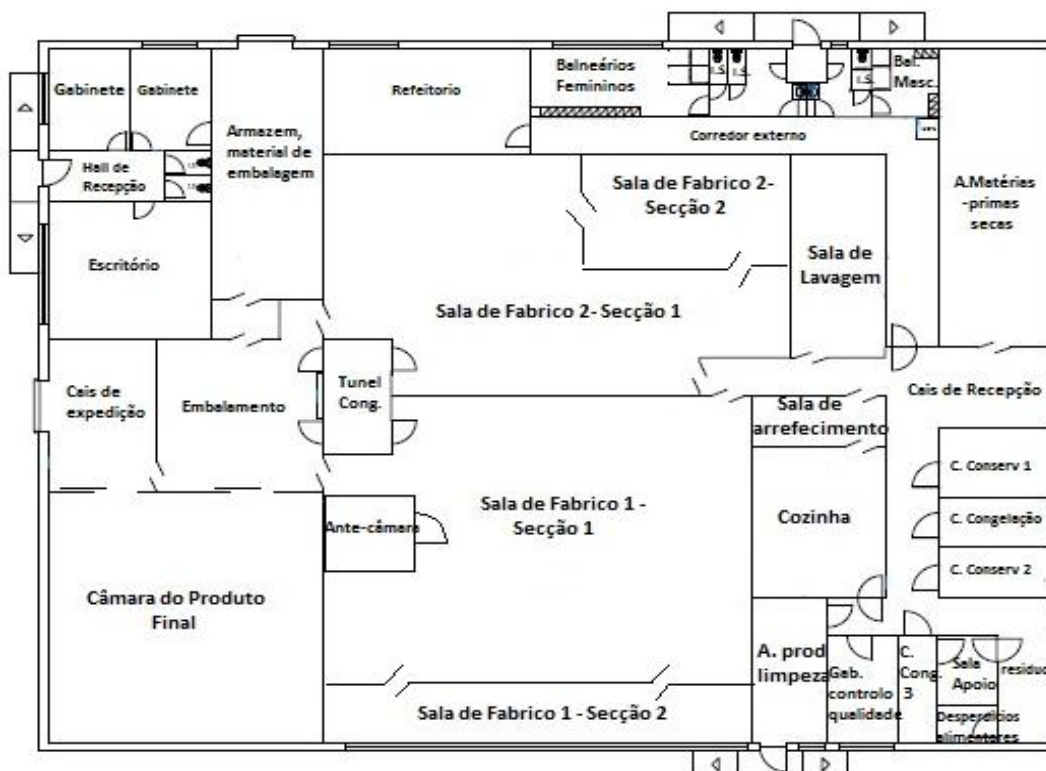 Gabinete
Gabinete
Armazem,
material de
embalagem
Refeitorio
Balneários
Femininos
I.S.
I.S.
I.S.
Bal.
Masc.
Corredor externo
Hall de
Recepção
Sala de Fabrico 2-
Secção 2
A.Matérias
-primas
secas
Sala de
Lavagem
Escritório
Sala de Fabrico 2- Secção 1
Cais de
expedição
Embalamento
Tunel
Cong.
Sala de
arrefecimento
Cais de Recepção
C. Conserv 1
C. Congelação
C. Conserv 2
Sala de Fabrico 1 -
Secção 1
Ante-câmara
Cozinha
Câmara do Produto
Final
A. prod
limpeza
Gab.
controlo
qualidade
C.
Cong.
3
Sala
Apoio
residuo
Desperdícios
alimentares
Sala de Fabrico 1 - Secção 2